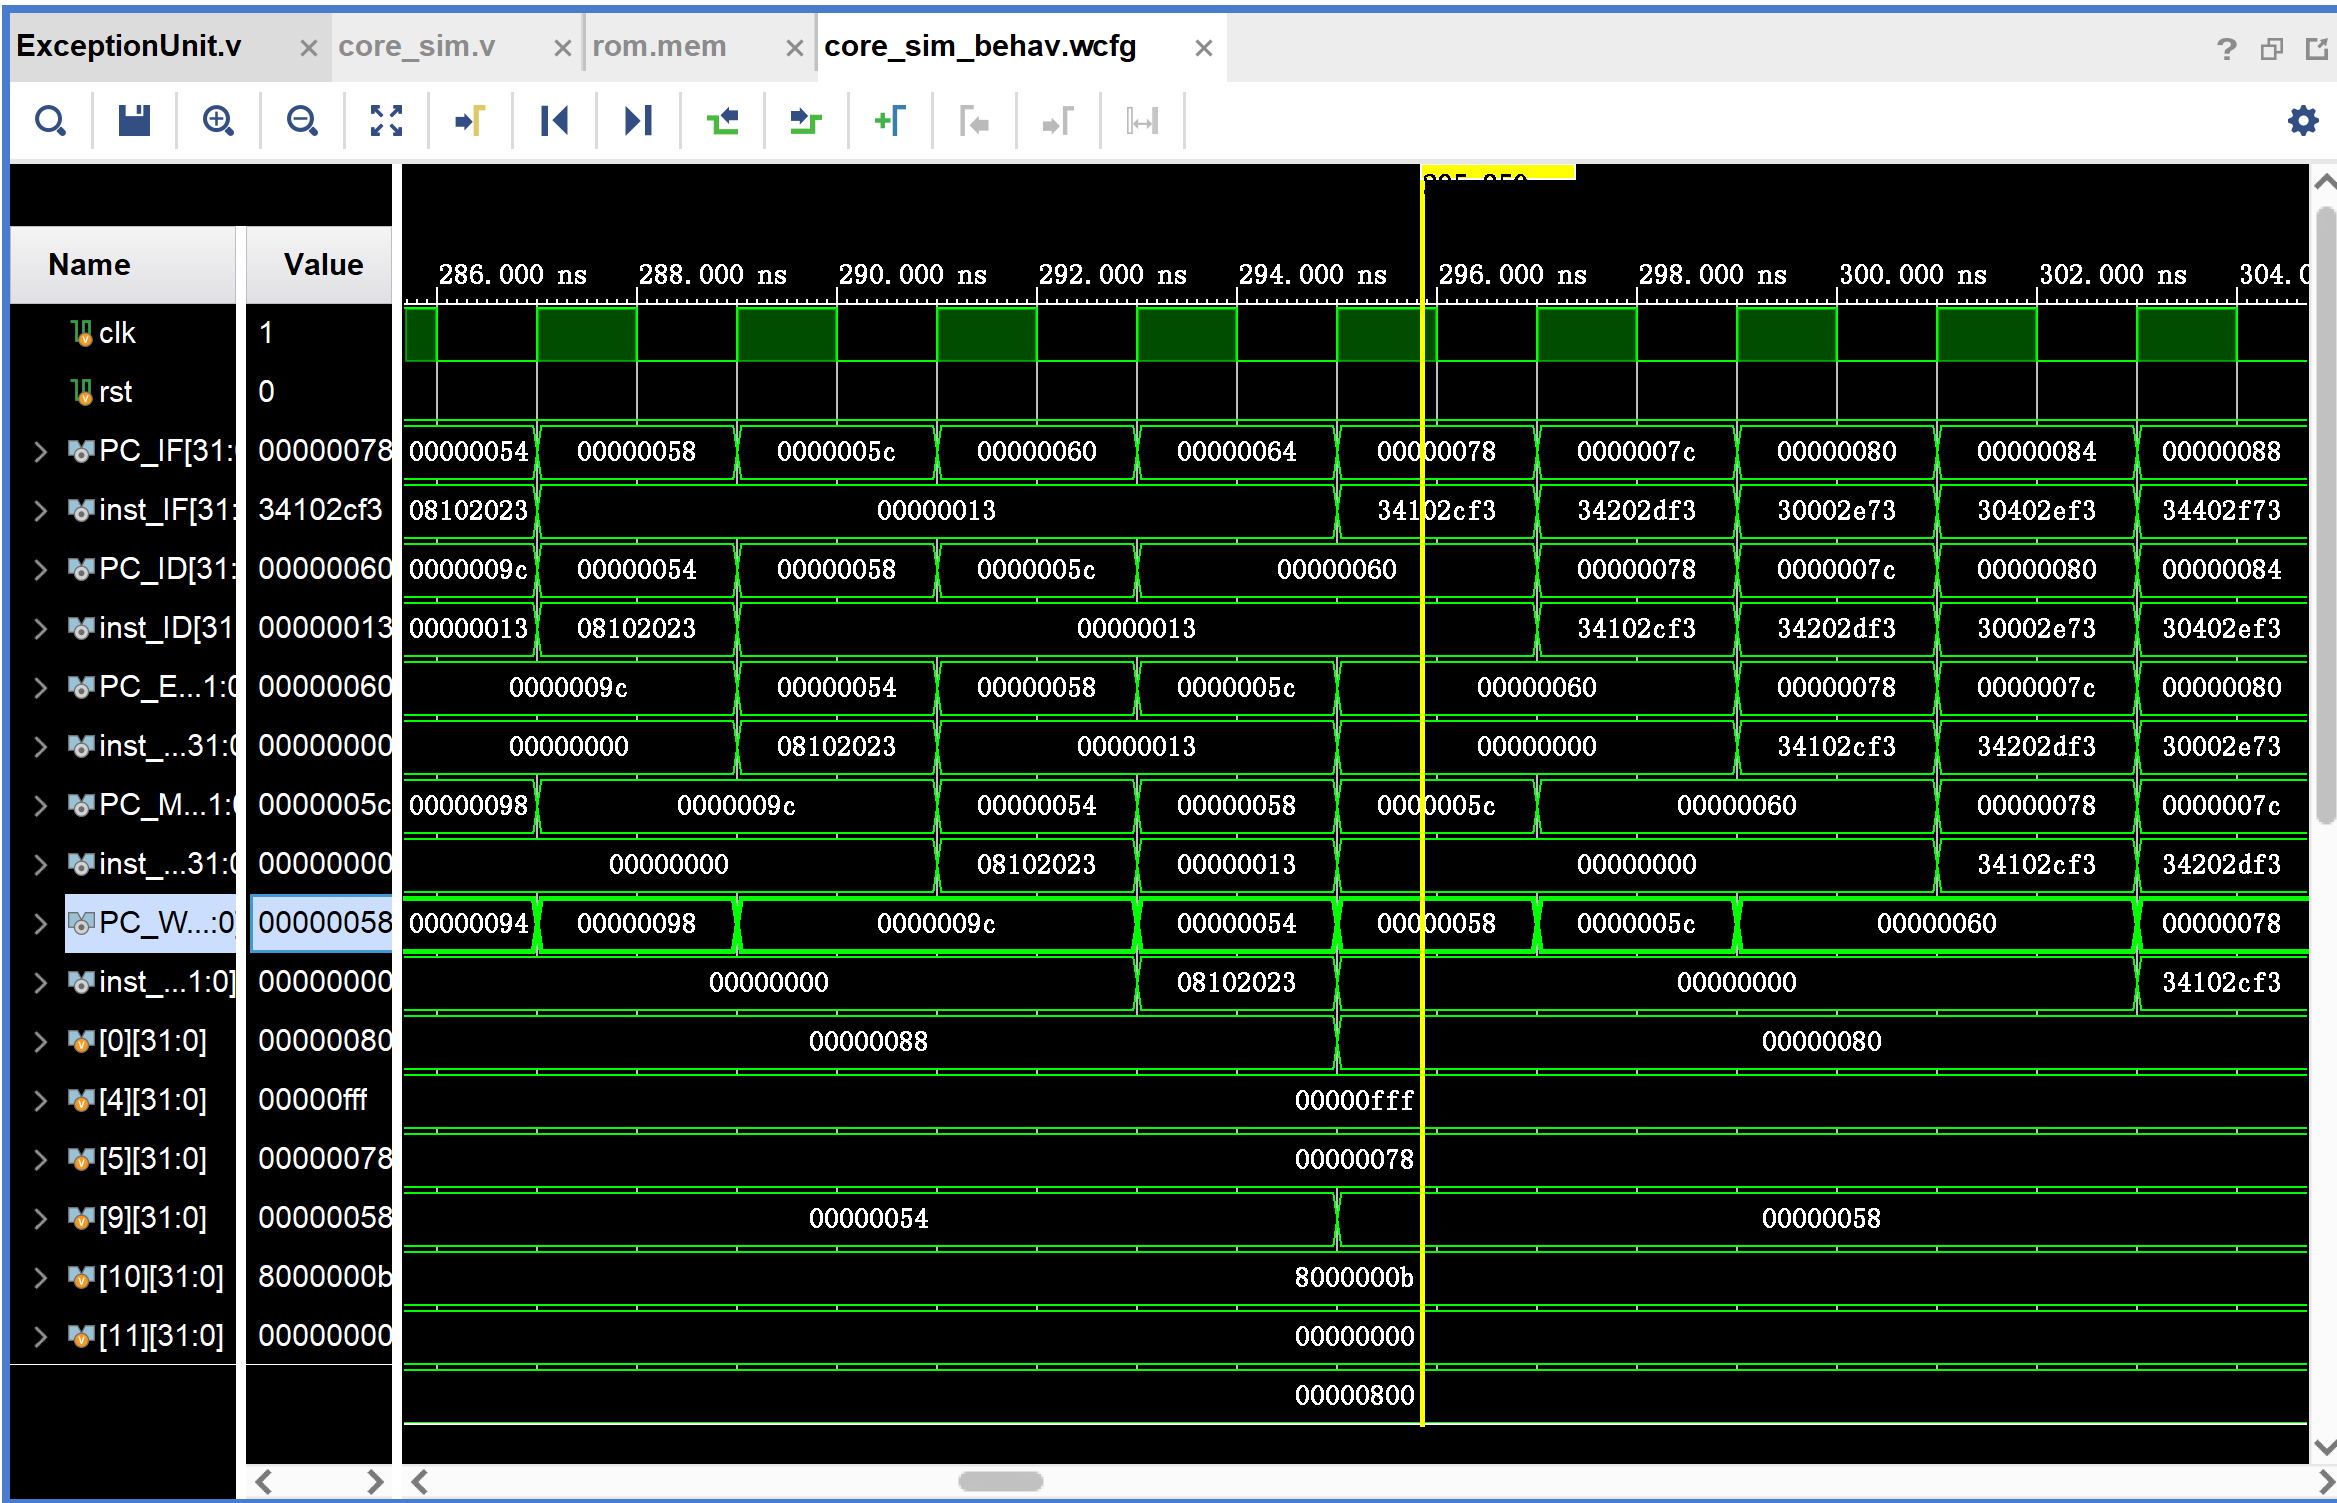 ExceptionUnit.v core_sim.v rom.mem core_sim_behav.wcfg
Name Value 286.000 ns 288.000 ns 290.000 ns 292.000 ns 294.000 ns 296.000 ns 298.000 ns 300.000 ns 302.000 ns 304.0
clk 1
rst 0
PC_IF[31: 00000078 00000054 00000058 0000005c 00000060 00000064 00000078 0000007c 00000080 00000084 00000088
inst_IF[31: 34102cf3 08102023 00000013 34102cf3 34202df3 30002e73 30402ef3 34402f73
PC_ID[31: 00000060 0000009c 00000054 00000058 0000005c 00000060 00000078 0000007c 00000080 00000084
inst_ID[31 00000013 00000013 08102023 00000013 34102cf3 34202df3 30002e73 30402ef3
PC_E...1:0 00000060 0000009c 00000054 00000058 0000005c 00000060 00000078 0000007c 00000080
inst_...31:0 00000000 00000000 08102023 00000013 00000000 34102cf3 34202df3 30002e73
PC_M...1:0 0000005c 00000098 0000009c 00000054 00000058 0000005c 00000060 00000078 0000007c
inst_...31:0 00000000 00000000 08102023 00000013 00000000 34102cf3 34202df3
PC_W...:0] 00000058 00000094 00000098 0000009c 00000054 00000058 0000005c 00000060 00000078
inst_...1:0] 00000000 00000000 08102023 00000000 34102cf3
[0][31:0] 00000080 00000088 00000080
[4][31:0] 00000fff 00000fff
[5][31:0] 00000078 00000078
[9][31:0] 00000058 00000054 00000058
[10][31:0] 8000000b 8000000b
[11][31:0] 00000000 00000000
00000800